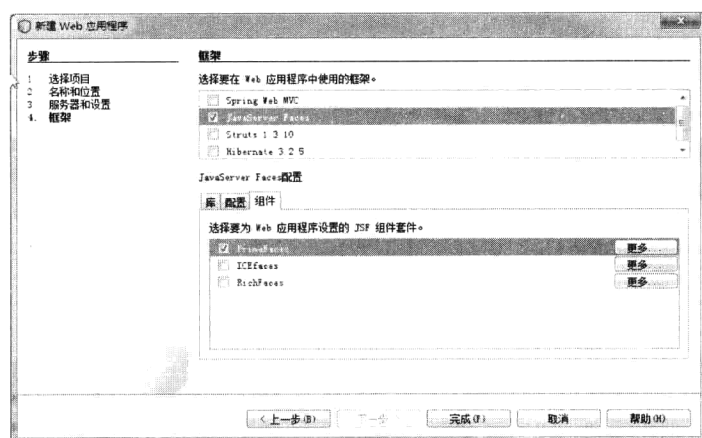 新建 Web 应用程序
步骤
1 选择项目
2 名称和位置
3 服务器和设置
4. 框架
框架
选择要在 Web 应用程序中使用的框架。
Spring Web MVC
JavaServer Faces
Struts 1 3 10
Hibernate 3 2 5
JavaServer Faces配置
库 配置 组件
选择要为 Web 应用程序设置的 JSF 组件套件。
PrimeFaces 更多...
ICEfaces 更多...
RichFaces 更多...
< 上一步(B) 下一步 完成(F) 取消 帮助(H)